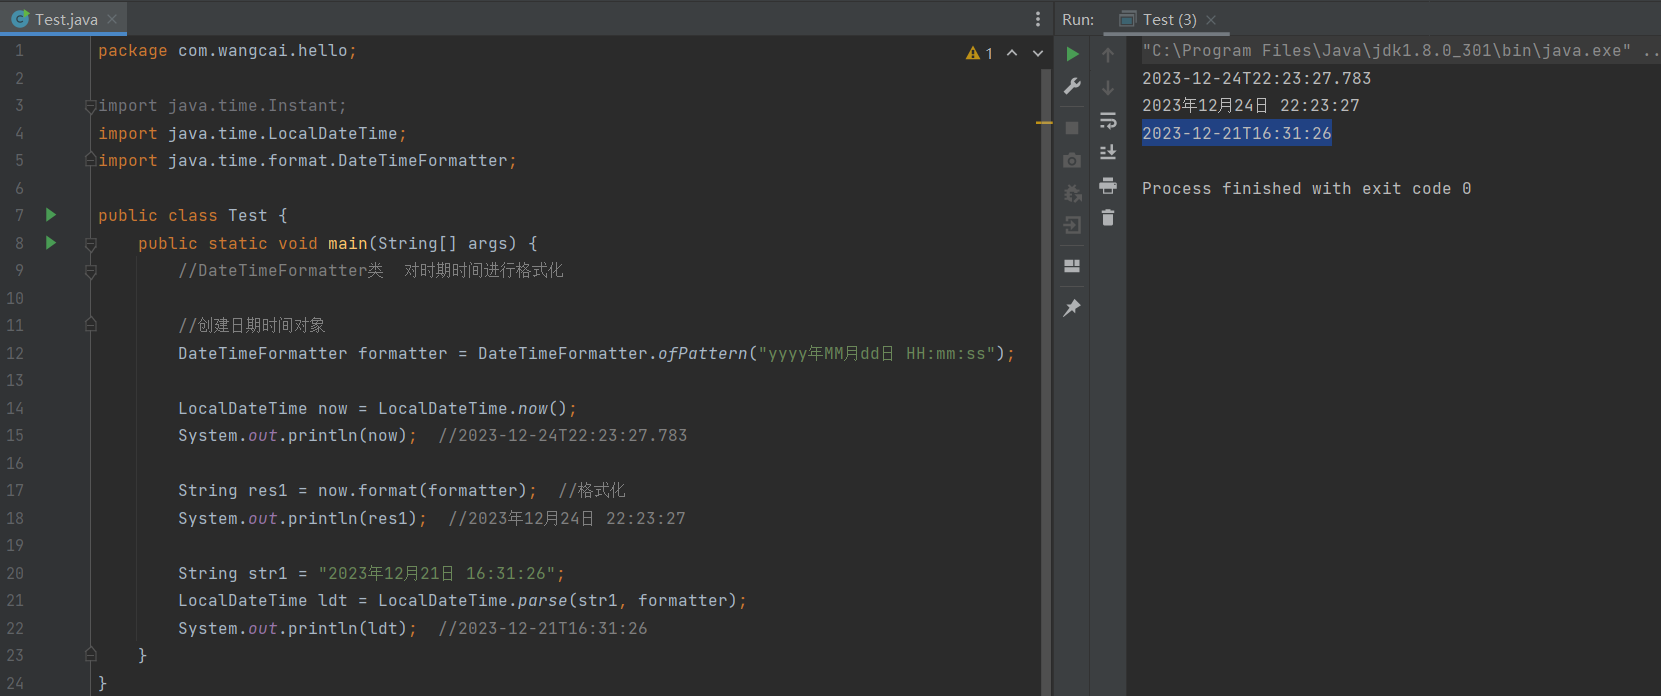 Test.java
1 package com.wangcai.hello;
2
3 import java.time.Instant;
4 import java.time.LocalDateTime;
5 import java.time.format.DateTimeFormatter;
6
7 public class Test {
8 public static void main(String[] args) {
9 //DateTimeFormatter类 对时期时间进行格式化
10
11 //创建日期时间对象
12 DateTimeFormatter formatter = DateTimeFormatter.ofPattern("yyyy年MM月dd日 HH:mm:ss");
13
14 LocalDateTime now = LocalDateTime.now();
15 System.out.println(now); //2023-12-24T22:23:27.783
16
17 String res1 = now.format(formatter); //格式化
18 System.out.println(res1); //2023年12月24日 22:23:27
19
20 String str1 = "2023年12月21日 16:31:26";
21 LocalDateTime ldt = LocalDateTime.parse(str1, formatter);
22 System.out.println(ldt); //2023-12-21T16:31:26
23 }
24 }
1
Run: Test (3)
"C:\Program Files\Java\jdk1.8.0_301\bin\java.exe" ..
2023-12-24T22:23:27.783
2023年12月24日 22:23:27
2023-12-21T16:31:26
Process finished with exit code 0